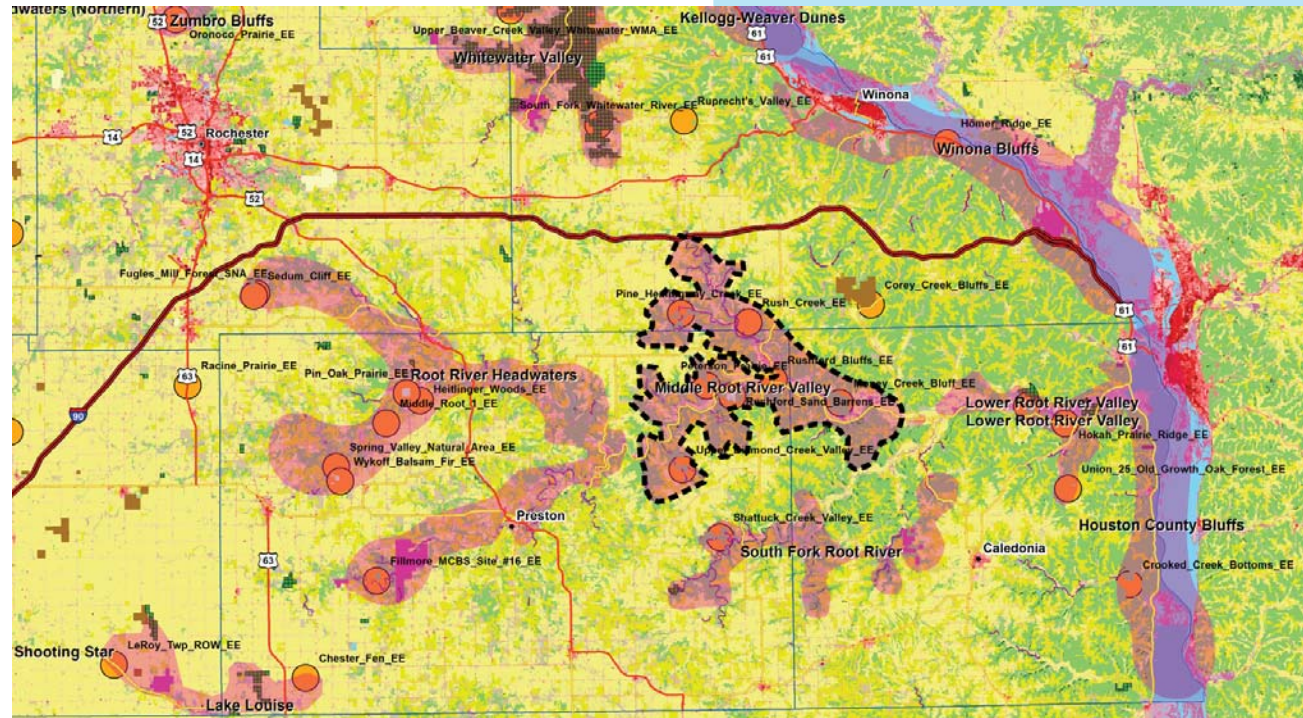 dwaters (Northern)
52
Zumbro Bluffs
Oronoco_Prairie_EE
Upper_Beaver_Creek_Valley_Whitewater_WMA_EE
Whitewater Valley
Kellogg-Weaver Dunes
61
61
Winona
South_Fork_Whitewater_River_EE
Ruprecht's_Valley_EE
Homer_Ridge_EE
Winona Bluffs
14
52
Rochester
14
52
Fugles_Mill_Forest_SNA_EE
Sedum_Cliff_EE
Corey_Creek_Bluffs_EE
Pine_Hemingway_Creek_EE
Rush_Creek_EE
61
61
Racine_Prairie_EE
63
90
Pin_Oak_Prairie_EE
Root River Headwaters
Heitlinger_Woods_EE
Middle_Root_1_EE
Rushford_Bluffs_EE
Middle Root River Valley
Rushford_Sand_Barrens_EE
Lower Root River Valley
Lower Root River Valley
Hokah_Prairie_Ridge_EE
Spring_Valley_Natural_Area_EE
Wykoff_Balsam_Fir_EE
Union_25_Old_Growth_Oak_Forest_EE
Preston
Shattuck_Creek_Valley_EE
South Fork Root River
Houston County Bluffs
Caledonia
63
Fillmore_MCBS_Site_#16_EE
Crooked_Creek_Bottoms_EE
Shooting Star
LeRoy_Twp_ROW_EE
Chester_Fen_EE
Lake Louise